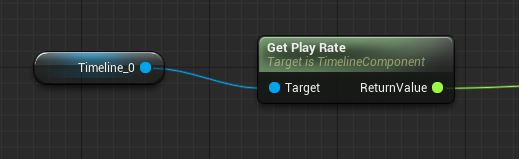 Timeline_0
Get Play Rate
Target is TimelineComponent
Target ReturnValue